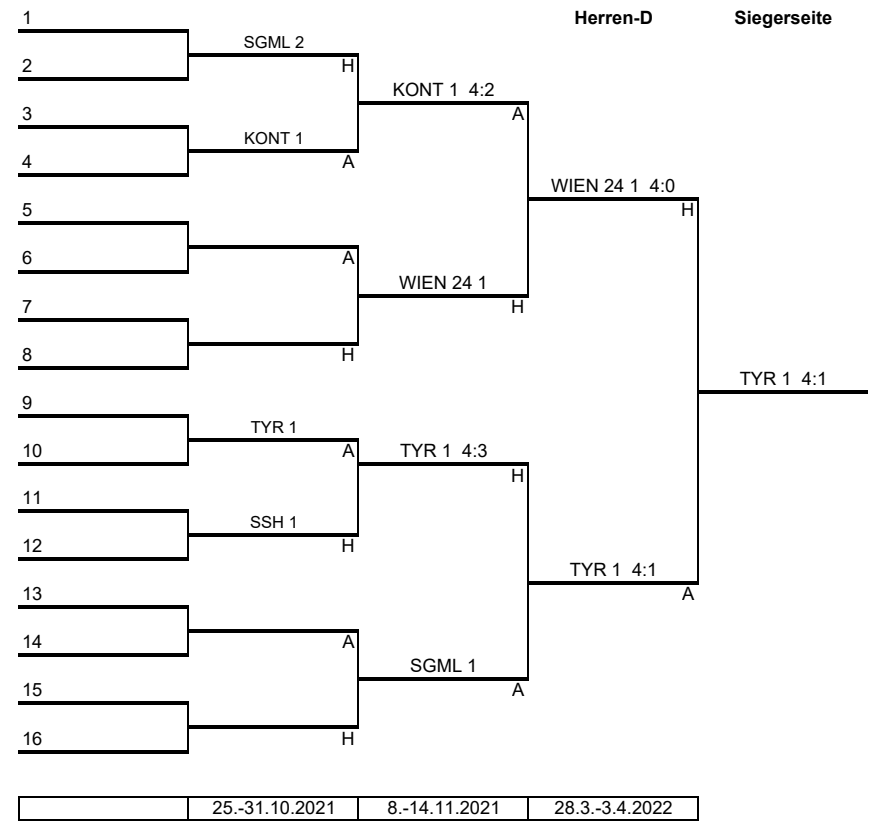 1 Herren-D Siegerseite
SGML 2
2 H
KONT 1 4:2
3 A
KONT 1
4 A
WIEN 24 1 4:0
5 H
6 A
WIEN 24 1
7 H
8 H
TYR 1 4:1
9
TYR 1
10 A TYR 1 4:3
H
11
SSH 1
12 H
TYR 1 4:1
13 A
14 A
SGML 1
15 A
16 H
25.-31.10.2021 8.-14.11.2021 28.3.-3.4.2022